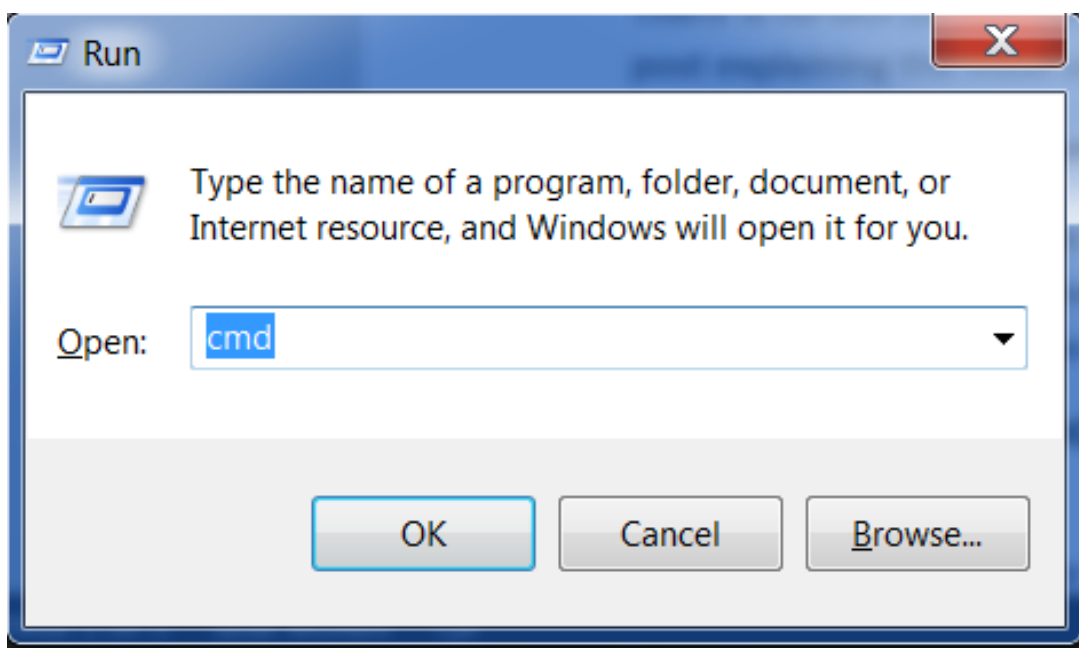 Run
Type the name of a program, folder, document, or
Internet resource, and Windows will open it for you.
Open: cmd
OK Cancel Browse...